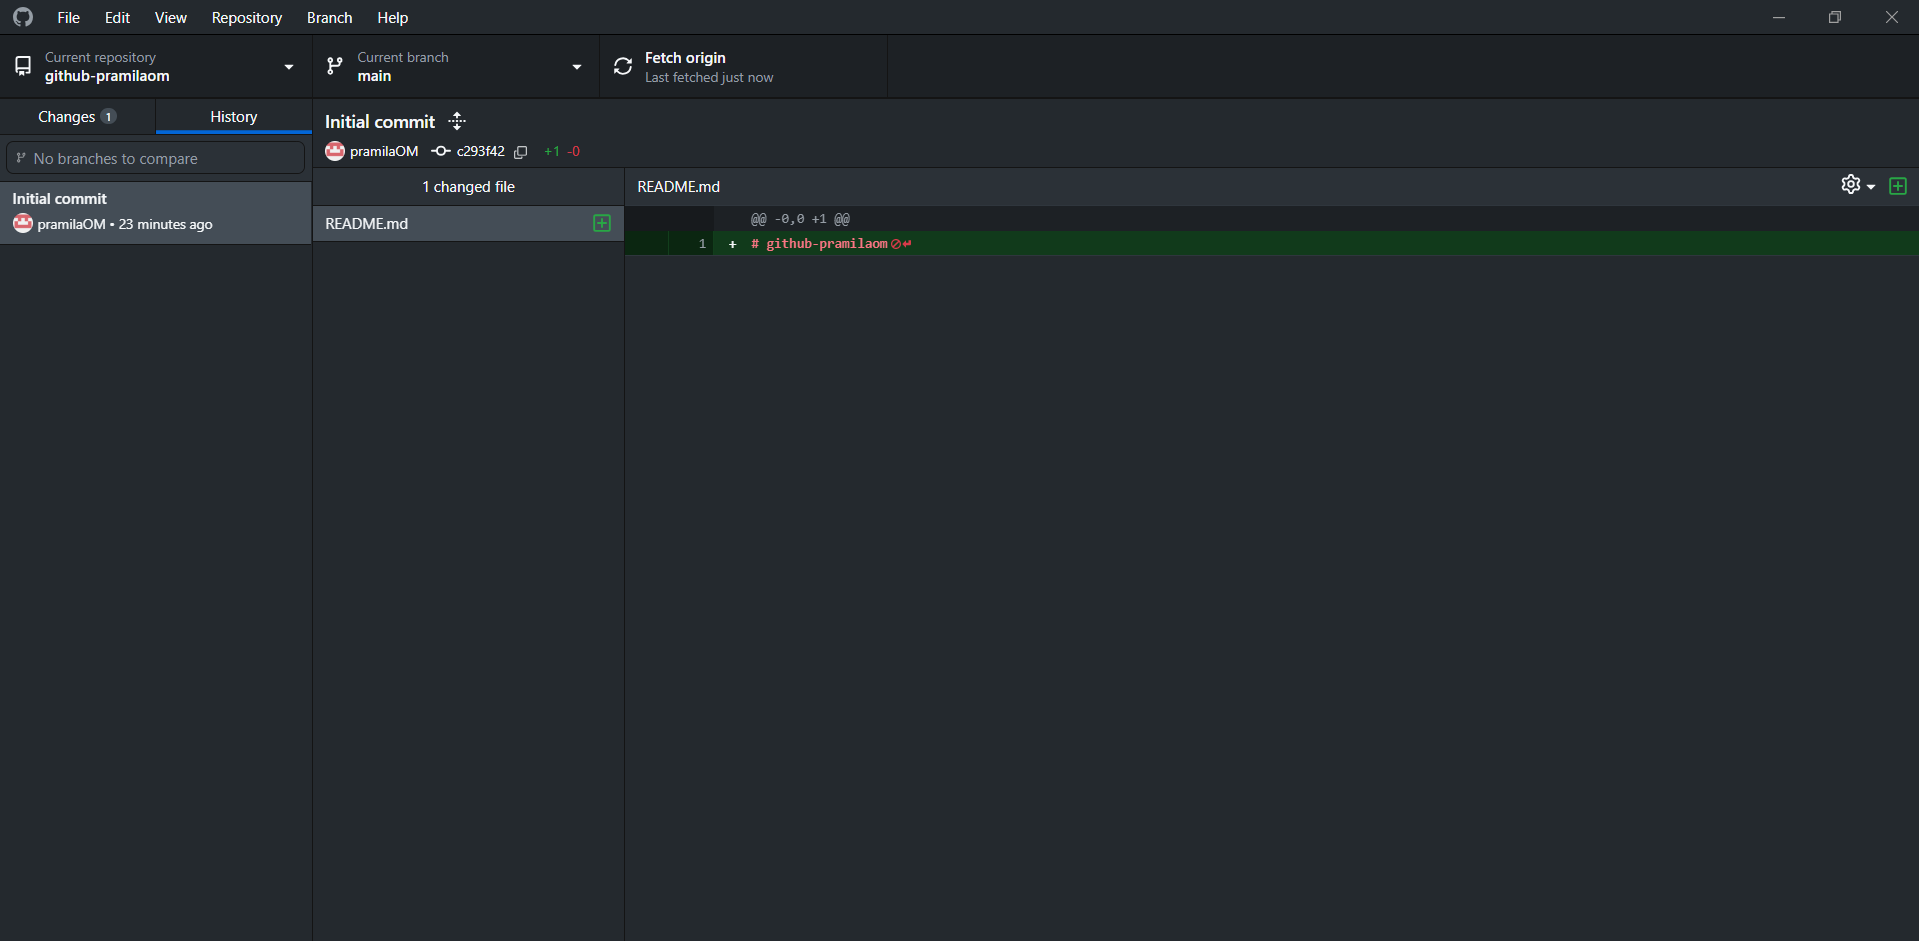 File Edit View Repository Branch Help
Current repository
github-pramilaom
Current branch
main
Fetch origin
Last fetched just now
Changes 1
History
No branches to compare
Initial commit
pramilaOM • 23 minutes ago
Initial commit
pramilaOM c293f42 +1 -0
1 changed file
README.md
README.md
@@ -0,0 +1 @@
1 + # github-pramilaom